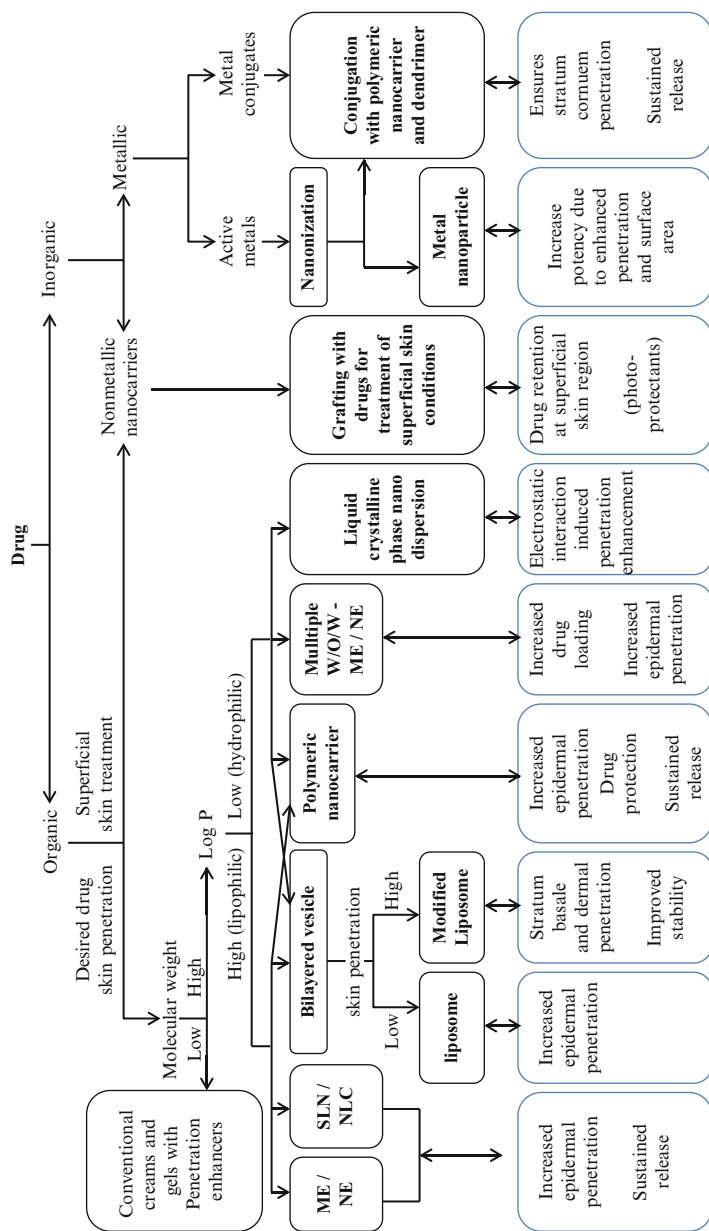 Drug
Organic
Inorganic
Desired drug
skin penetration
Superficial
skin treatment
Nonmetallic
nanocarriers
Metallic
Molecular weight
Low
High
Log P
Active
metals
Metal
conjugates
Conventional
creams and
gels with
Penetration
enhancers
High (lipophilic)
Low (hydrophilic)
ME /
NE
SLN /
NLC
Bilayered vesicle
Polymeric
nanocarrier
Mulltiple
W/O/W -
ME / NE
Liquid
crystalline
phase nano
dispersion
Grafting with
drugs for
treatment of
superficial skin
conditions
Nanonization
Conjugation
with polymeric
nanocarrier
and dendrimer
skin penetration
Low
High
liposome
Modified
Liposome
Metal
nanoparticle
Increased
epidermal
penetration
Sustained
release
Increased
epidermal
penetration
Stratum
basale and
dermal
penetration
Improved
stability
Increased
epidermal
penetration
Drug
protection
Sustained
release
Increased
drug
loading
Increased
epidermal
penetration
Electrostatic
interaction
induced
penetration
enhancement
Drug retention
at superficial
skin region
(photo-
protectants)
Increase
potency due
to enhanced
penetration
and surface
area
Ensures
stratum
cornuem
penetration
Sustained
release